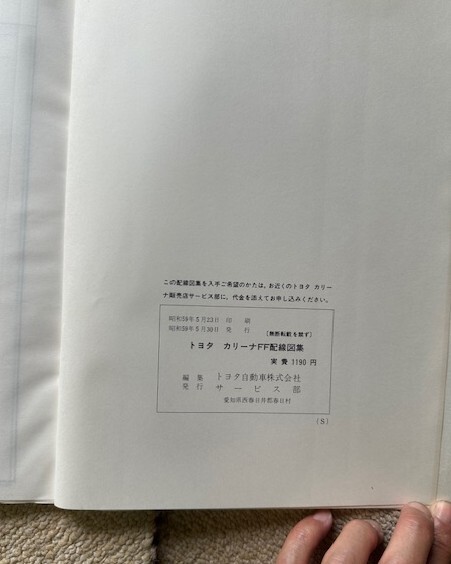 この配線図集を入手ご希望のかたは、お近くのトヨタ カリー
ナ販売店サービス部に、代金を添えてお申し込みください。
昭和59年5月23日 印 刷
昭和59年5月30日 発 行 〔無断転載を禁ず〕
トヨタ カリーナFF配線図集
実 費 1190 円
編 集
発 行
トヨタ自動車株式会社
サ ー ビ ス 部
愛知県西春日井郡春日村
(S)